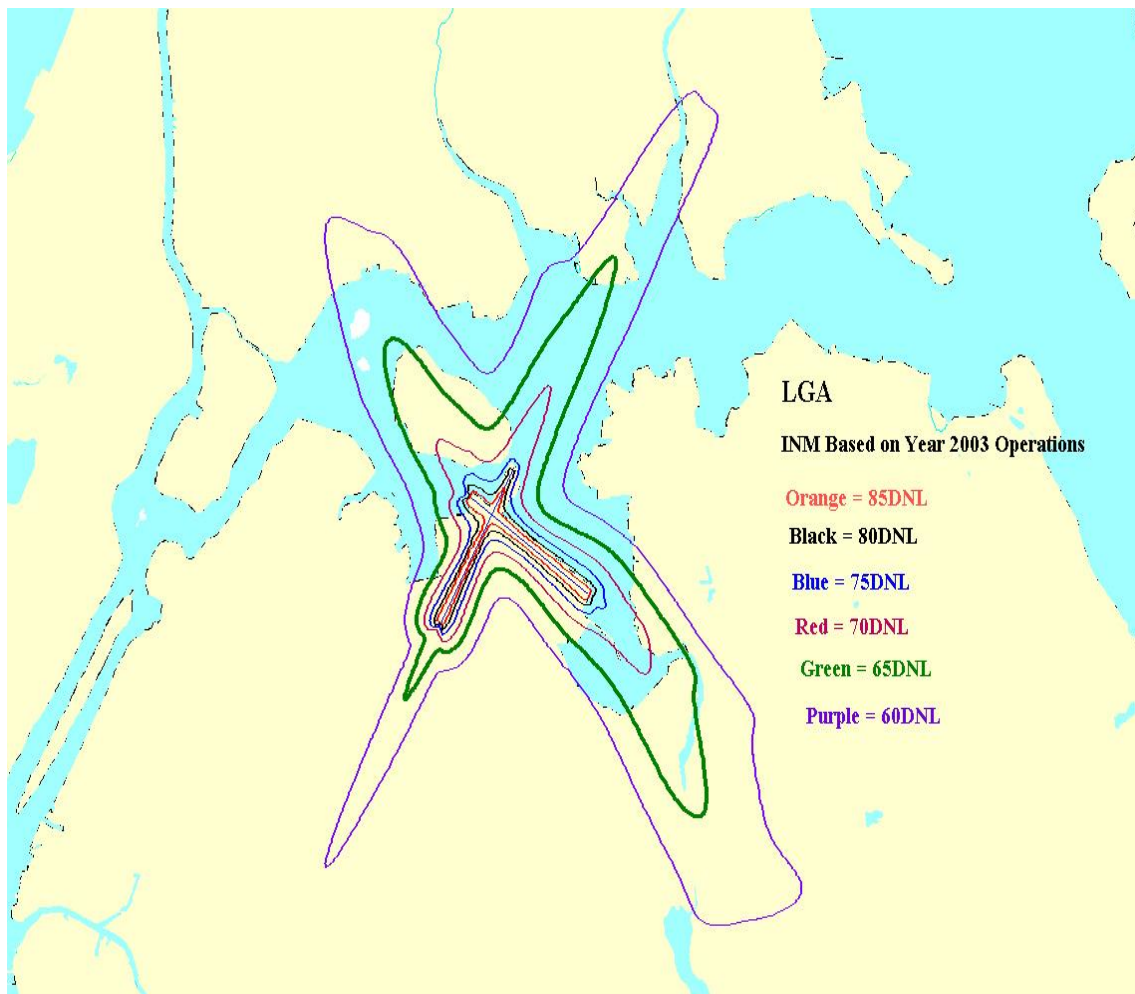 LGA
INM Based on Year 2003 Operations
Orange = 85DNL
Black = 80DNL
Blue = 75DNL
Red = 70DNL
Green = 65DNL
Purple = 60DNL